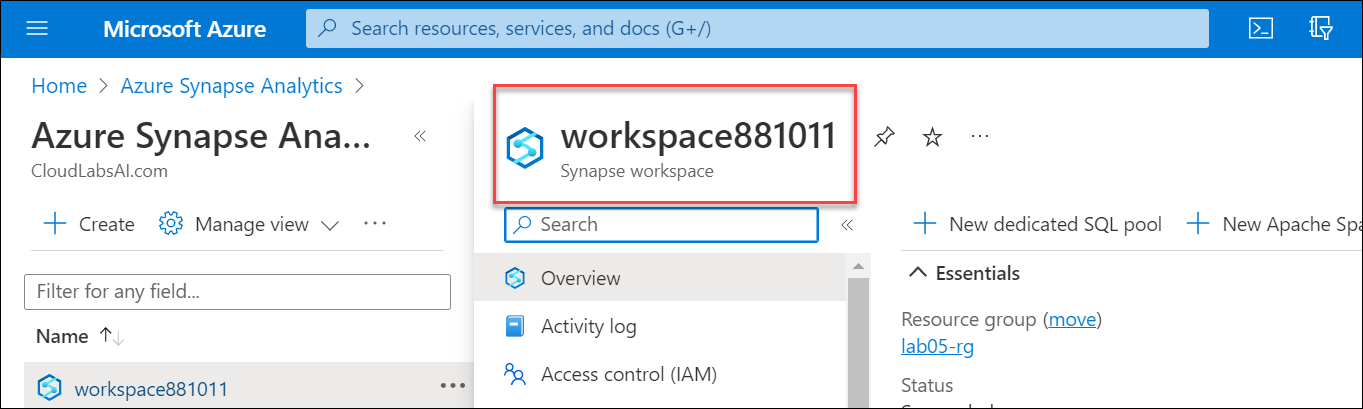 Microsoft Azure
Search resources, services, and docs (G+/)
Home
Azure Synapse Analytics
Azure Synapse Ana...
CloudLabsAI.com
Create
Manage view
Filter for any field...
Name
workspace881011
workspace881011
Synapse workspace
Search
Overview
Activity log
Access control (IAM)
New dedicated SQL pool
New Apache Spa
Essentials
Resource group (move)
lab05-rg
Status